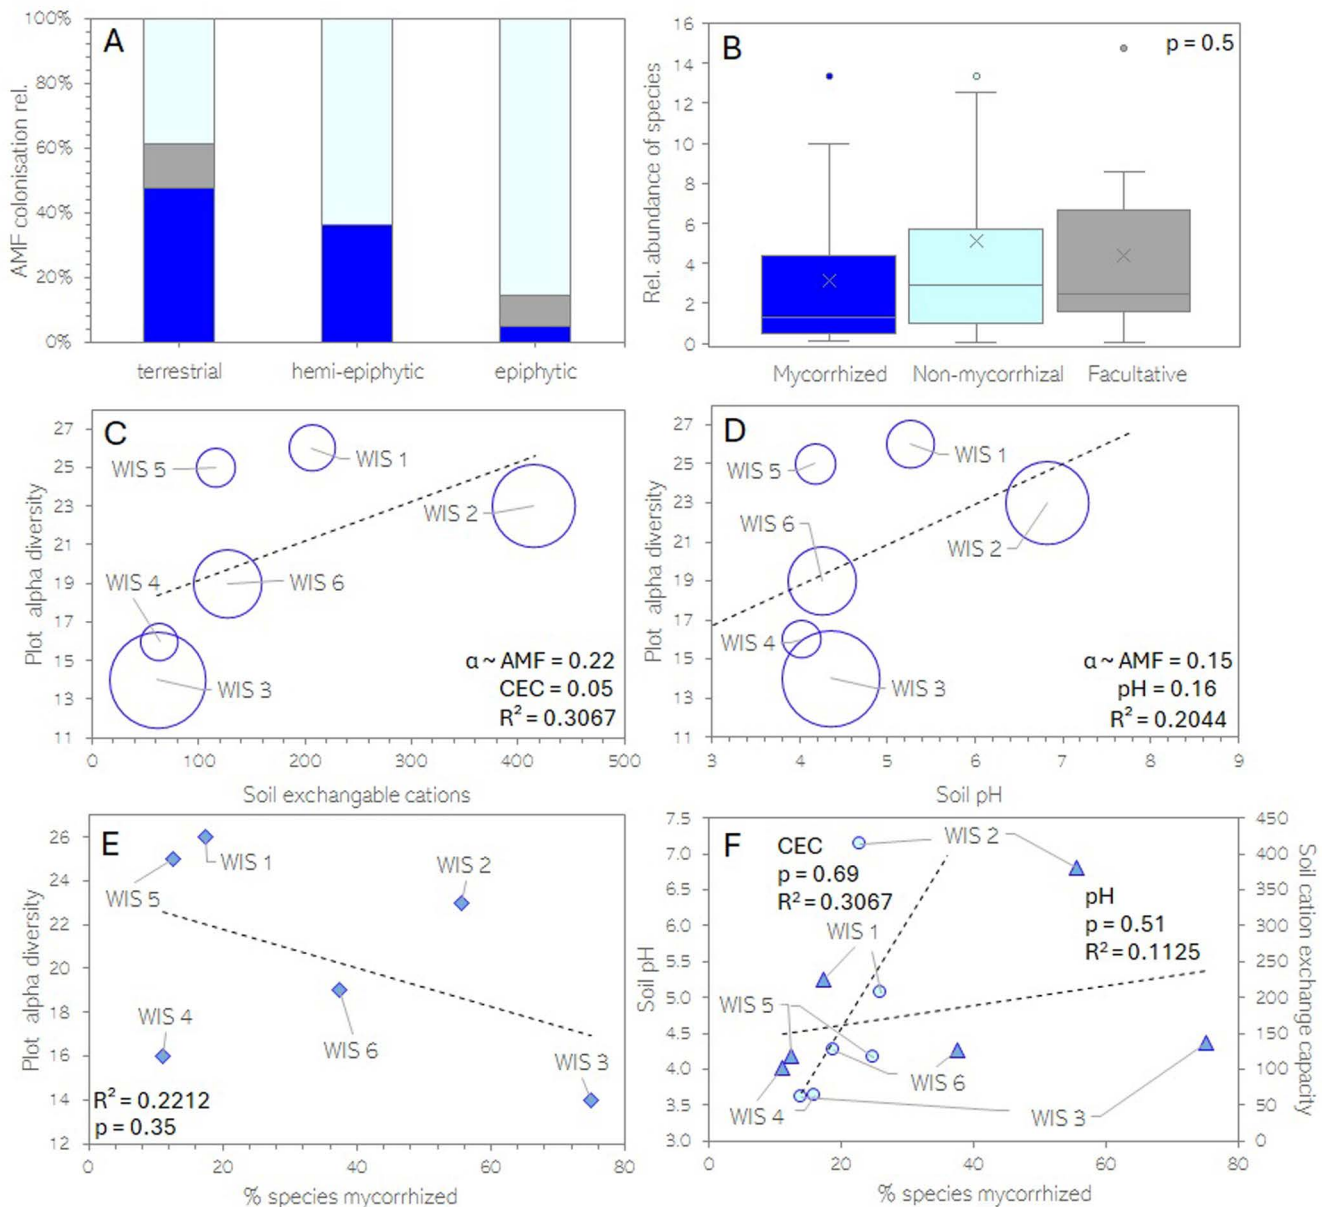 A
AMF colonisation rel.
100%
80%
60%
40%
20%
0%
terrestrial
hemi-epiphytic
epiphytic
B
p = 0.5
Rel. abundance of species
16
14
12
10
8
6
4
2
0
Mycorrhized
Non-mycorrhizal
Facultative
C
Plot alpha diversity
27
25
23
21
19
17
15
13
11
WIS 5
WIS 1
WIS 2
WIS 4
WIS 6
WIS 3
α ~ AMF = 0.22
CEC = 0.05
R² = 0.3067
0
100
200
300
400
500
Soil exchangable cations
D
Plot alpha diversity
27
25
23
21
19
17
15
13
11
WIS 5
WIS 1
WIS 6
WIS 2
WIS 4
WIS 3
α ~ AMF = 0.15
pH = 0.16
R² = 0.2044
3
4
5
6
7
8
9
Soil pH
E
Plot alpha diversity
26
24
22
20
18
16
14
12
WIS 1
WIS 5
WIS 2
WIS 4
WIS 6
WIS 3
R² = 0.2212
p = 0.35
0
20
40
60
80
% species mycorrhized
F
Soil pH
7.5
7.0
6.5
6.0
5.5
5.0
4.5
4.0
3.5
3.0
CEC
p = 0.69
R² = 0.3067
WIS 2
pH
p = 0.51
R² = 0.1125
WIS 1
WIS 5
WIS 6
WIS 4
WIS 3
450
400
350
300
250
200
150
100
50
0
Soil cation exchange capacity
0
20
40
60
80
% species mycorrhized